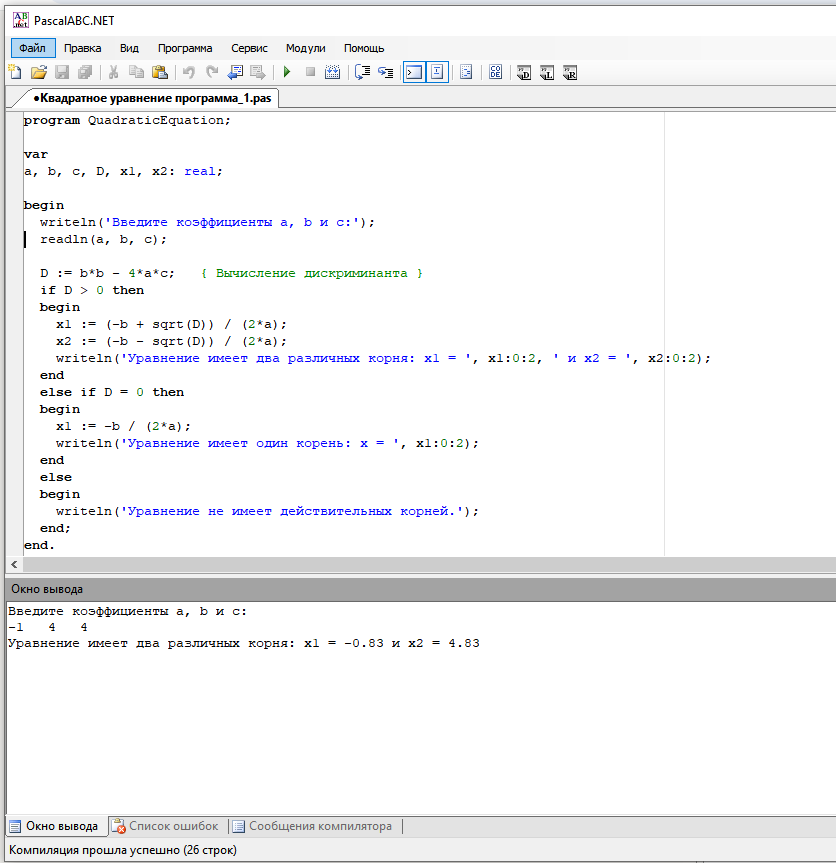 PascalABC.NET
Файл Правка Вид Программа Сервис Модули Помощь
•Квадратное уравнение программа_1.pas
program QuadraticEquation;
var
a, b, c, D, x1, x2: real;
begin
writeln('Введите коэффициенты a, b и c:');
readln(a, b, c);
D := b*b - 4*a*c; { Вычисление дискриминанта }
if D > 0 then
begin
x1 := (-b + sqrt(D)) / (2*a);
x2 := (-b - sqrt(D)) / (2*a);
writeln('Уравнение имеет два различных корня: x1 = ', x1:0:2, ' и x2 = ', x2:0:2);
end
else if D = 0 then
begin
x1 := -b / (2*a);
writeln('Уравнение имеет один корень: x = ', x1:0:2);
end
else
begin
writeln('Уравнение не имеет действительных корней.');
end;
end.
Окно вывода
Введите коэффициенты a, b и c:
-1 4 4
Уравнение имеет два различных корня: x1 = -0.83 и x2 = 4.83
Окно вывода Список ошибок Сообщения компилятора
Компиляция прошла успешно (26 строк)